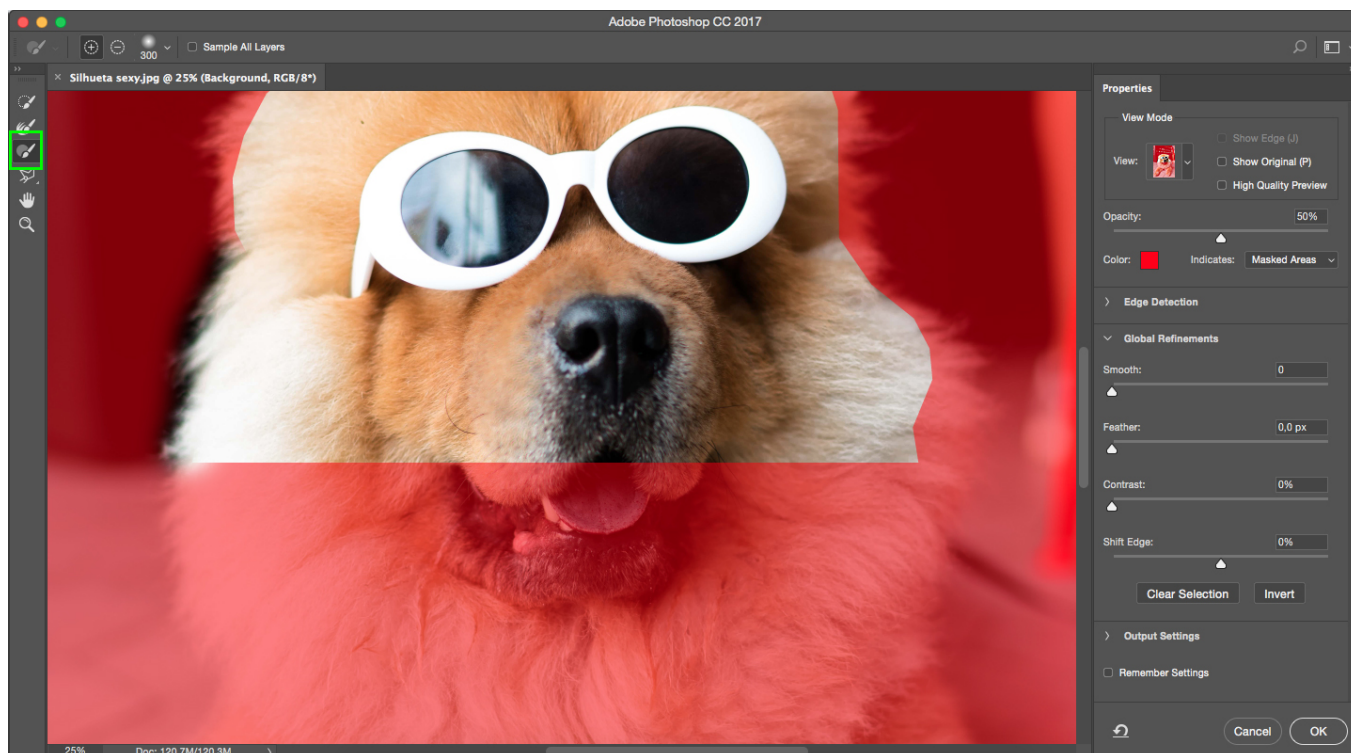 Adobe Photoshop CC 2017
300
Sample All Layers
Silhueta sexy.jpg @ 25% (Background, RGB/8*)
Properties
View Mode
Show Edge (J)
View:
Show Original (P)
High Quality Preview
Opacity:
50%
Color:
Indicates:
Masked Areas
Edge Detection
Global Refinements
Smooth:
0
Feather:
0,0 px
Contrast:
0%
Shift Edge:
0%
Clear Selection
Invert
Output Settings
Remember Settings
Cancel
OK
25%
Doc: 120,7M/120,3M